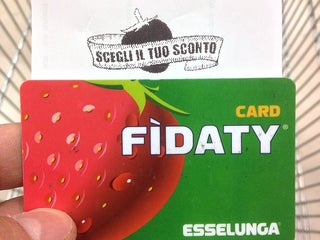 SCEGLI IL TUO SCONTO
CARD
FÌDATY®
ESSELUNGA®